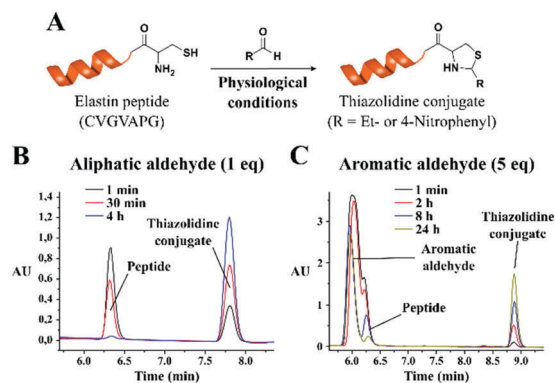 A
O
SH
NH₂
Elastin peptide
(CVGVAPG)
O
R
H
Physiological
conditions
O
S
HN
R
Thiazolidine conjugate
(R = Et- or 4-Nitrophenyl)
B
Aliphatic aldehyde (1 eq)
1 min
30 min
4 h
Thiazolidine
conjugate
Peptide
AU
1,4
1,2
1,0
0,8
0,6
0,4
0,2
0,0
6.0 6.5 7.0 7.5 8.0
Time (min)
C
Aromatic aldehyde (5 eq)
1 min
2 h
8 h
24 h
Thiazolidine
conjugate
Aromatic
aldehyde
Peptide
AU
3
2
1
0
6.0 6.5 7.0 7.5 8.0 8.5 9.0
Time (min)